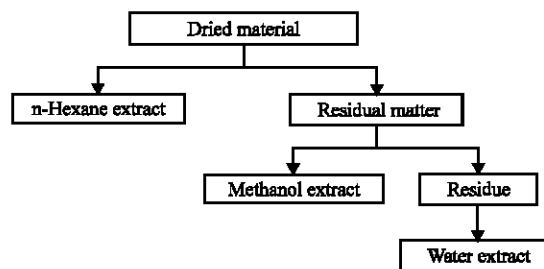 Dried material
n-Hexane extract
Residual matter
Methanol extract
Residue
Water extract